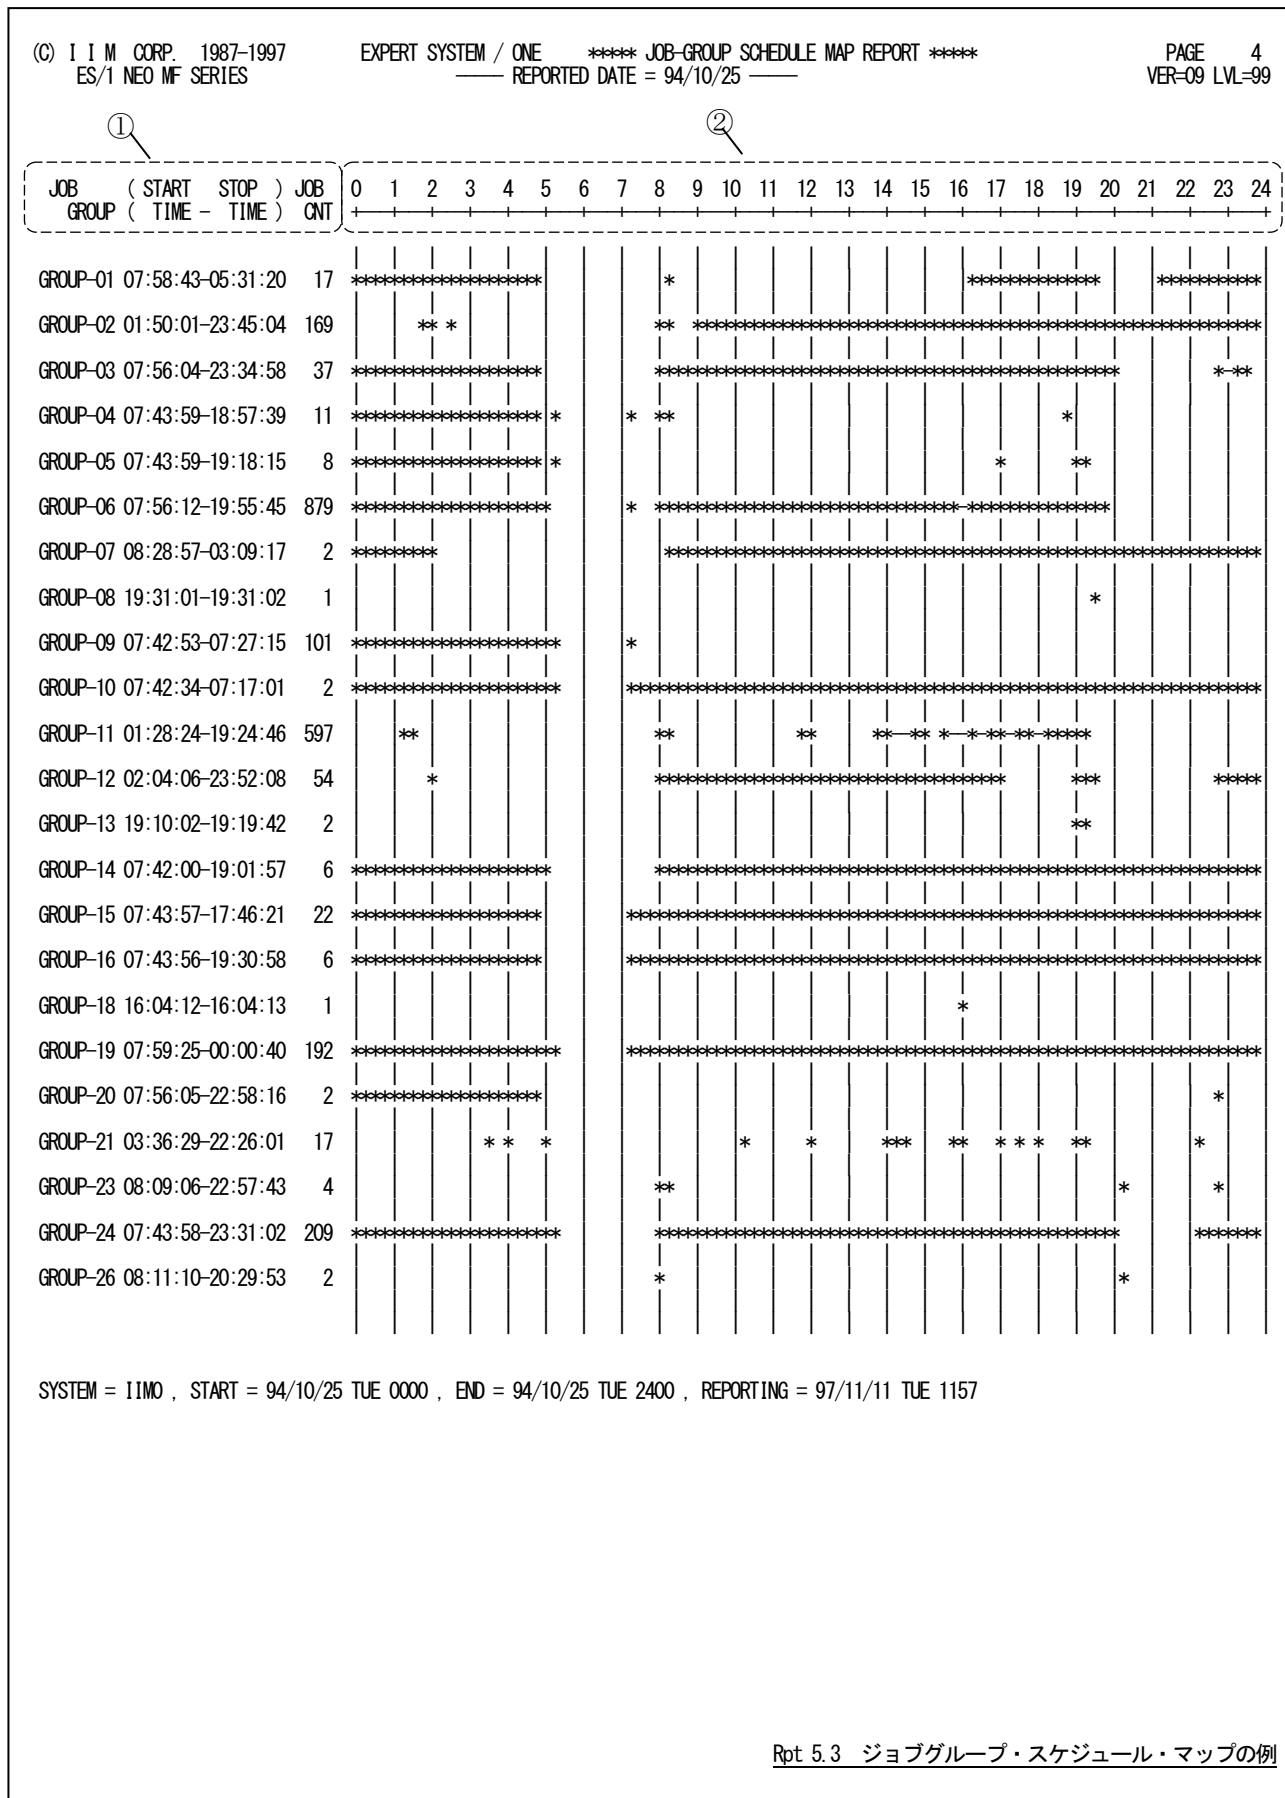 (C) I I M CORP. 1987-1997 EXPERT SYSTEM / ONE ***** JOB-GROUP SCHEDULE MAP REPORT ***** PAGE 4
ES/1 NEO MF SERIES ――― REPORTED DATE = 94/10/25 ――― VER=09 LVL=99
① ②
JOB ( START STOP ) JOB 0 1 2 3 4 5 6 7 8 9 10 11 12 13 14 15 16 17 18 19 20 21 22 23 24
GROUP ( TIME - TIME ) CNT
GROUP-01 07:58:43-05:31:20 17 ******************** * ************** ***********
GROUP-02 01:50:01-23:45:04 169 ** * ** ************************************************************
GROUP-03 07:56:04-23:34:58 37 ******************** ************************************************* *-**
GROUP-04 07:43:59-18:57:39 11 ******************** * * ** *
GROUP-05 07:43:59-19:18:15 8 ******************** * * **
GROUP-06 07:56:12-19:55:45 879 ********************* * ********************************-***************
GROUP-07 08:28:57-03:09:17 2 ********* ***************************************************************
GROUP-08 19:31:01-19:31:02 1 *
GROUP-09 07:42:53-07:27:15 101 ********************** *
GROUP-10 07:42:34-07:17:01 2 ********************** *******************************************************************
GROUP-11 01:28:24-19:24:46 597 ** ** ** **--** *--*-**-**-*****
GROUP-12 02:04:06-23:52:08 54 * ************************************* *** *****
GROUP-13 19:10:02-19:19:42 2 **
GROUP-14 07:42:00-19:01:57 6 ********************* ****************************************************************
GROUP-15 07:43:57-17:46:21 22 ******************** *******************************************************************
GROUP-16 07:43:56-19:30:58 6 ******************** *******************************************************************
GROUP-18 16:04:12-16:04:13 1 *
GROUP-19 07:59:25-00:00:40 192 ********************** *******************************************************************
GROUP-20 07:56:05-22:58:16 2 ******************** *
GROUP-21 03:36:29-22:26:01 17 * * * * * *** ** * * * ** *
GROUP-23 08:09:06-22:57:43 4 ** * *
GROUP-24 07:43:58-23:31:02 209 ********************** ************************************************* *******
GROUP-26 08:11:10-20:29:53 2 * *
SYSTEM = IIM0 , START = 94/10/25 TUE 0000 , END = 94/10/25 TUE 2400 , REPORTING = 97/11/11 TUE 1157
Rpt 5.3 ジョブグループ・スケジュール・マップの例